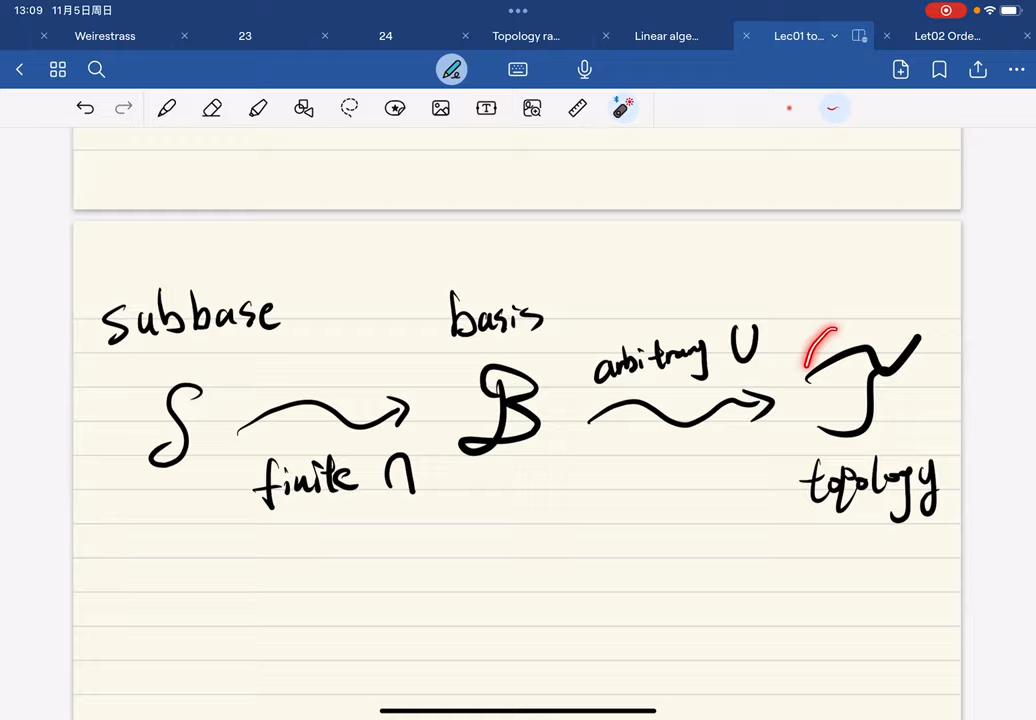 13:09 11月5日周日
Weirestrass 23 24 Topology ra... Linear alge... Lec01 to... Let02 Orde...
subbase basis
arbitrary U
S B T
finite ∩
topology